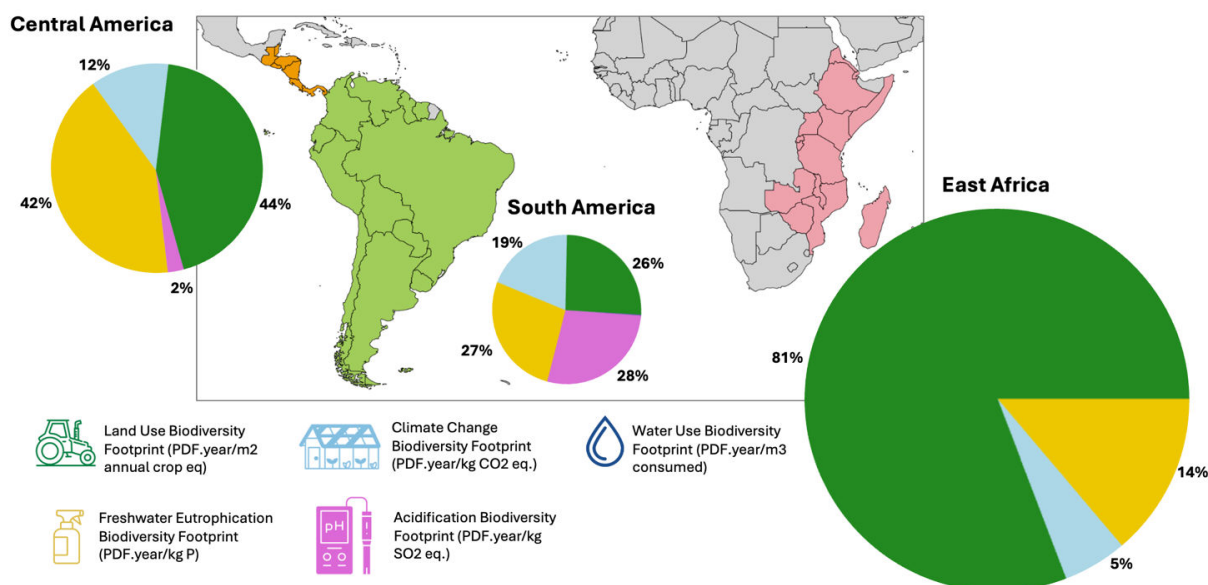 Central America
12%
42%
44%
2%
South America
19%
26%
27%
28%
East Africa
81%
14%
5%
Land Use Biodiversity
Footprint (PDF.year/m2
annual crop eq)
Climate Change
Biodiversity Footprint
(PDF.year/kg CO2 eq.)
Water Use Biodiversity
Footprint (PDF.year/m3
consumed)
Freshwater Eutrophication
Biodiversity Footprint
(PDF.year/kg P)
pH
Acidification Biodiversity
Footprint (PDF.year/kg
SO2 eq.)